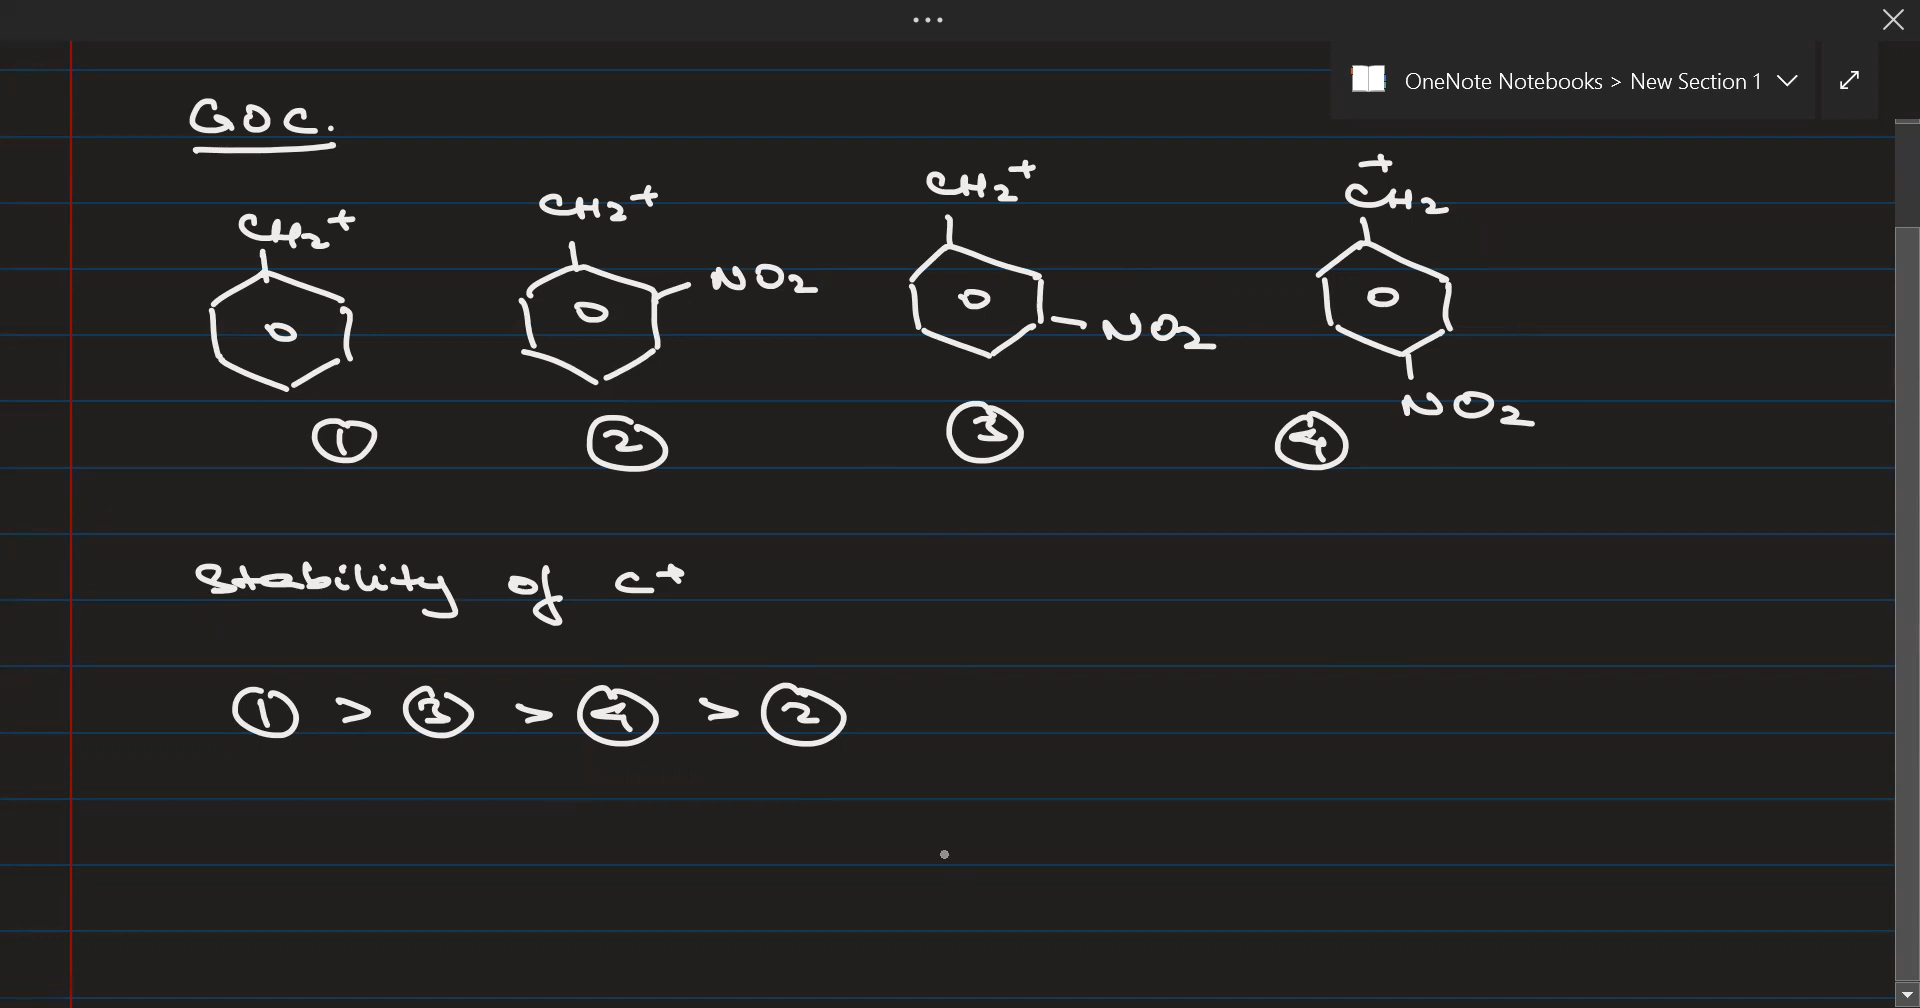 ...
OneNote Notebooks > New Section 1
GOC.
CH2+ CH2+ CH2+ +CH2
NO2 NO2 NO2
① ② ③ ④
Stability of C+
① > ③ > ④ > ②